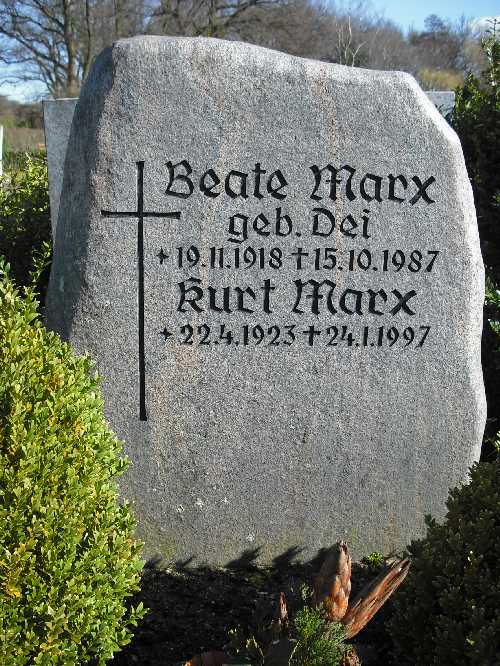 Beate Marx
geb. Dei
* 19.11.1918 † 15.10.1987
Kurt Marx
* 22.4.1923 † 24.1.1997